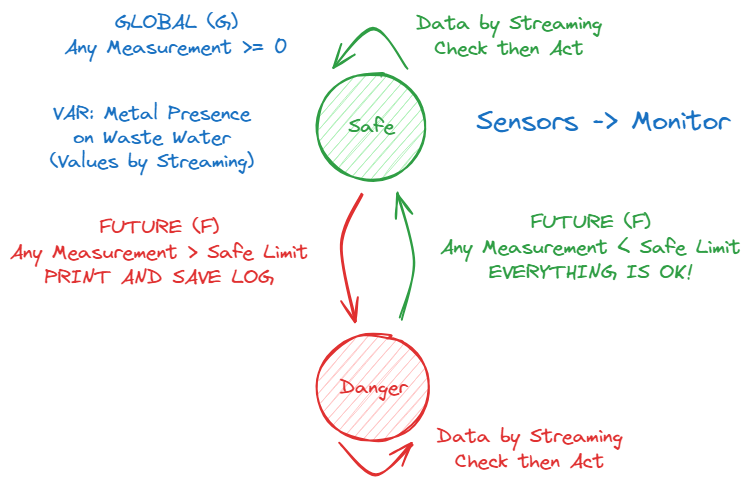 GLOBAL (G)
Any Measurement >= 0
Data by Streaming
Check then Act
VAR: Metal Presence
on Waste Water
(Values by Streaming)
Safe
Sensors -> Monitor
FUTURE (F)
Any Measurement > Safe Limit
PRINT AND SAVE LOG
FUTURE (F)
Any Measurement < Safe Limit
EVERYTHING IS OK!
Danger
Data by Streaming
Check then Act